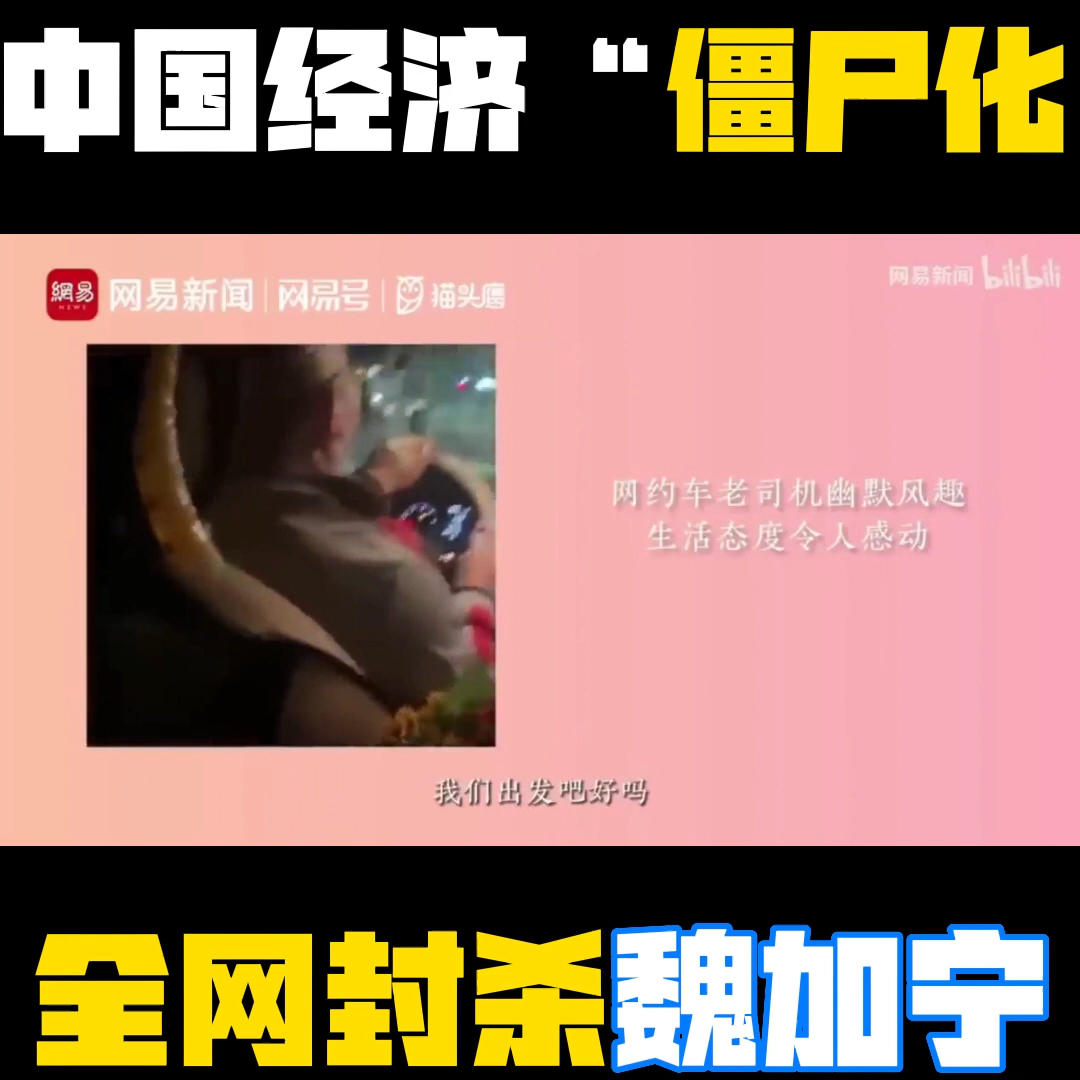 中国经济“僵尸化
網易
NEWS
网易新闻 | 网易号 | 猫头鹰
网易新闻 bilibili
网约车老司机幽默风趣
生活态度令人感动
我们出发吧好吗
全网封杀魏加宁